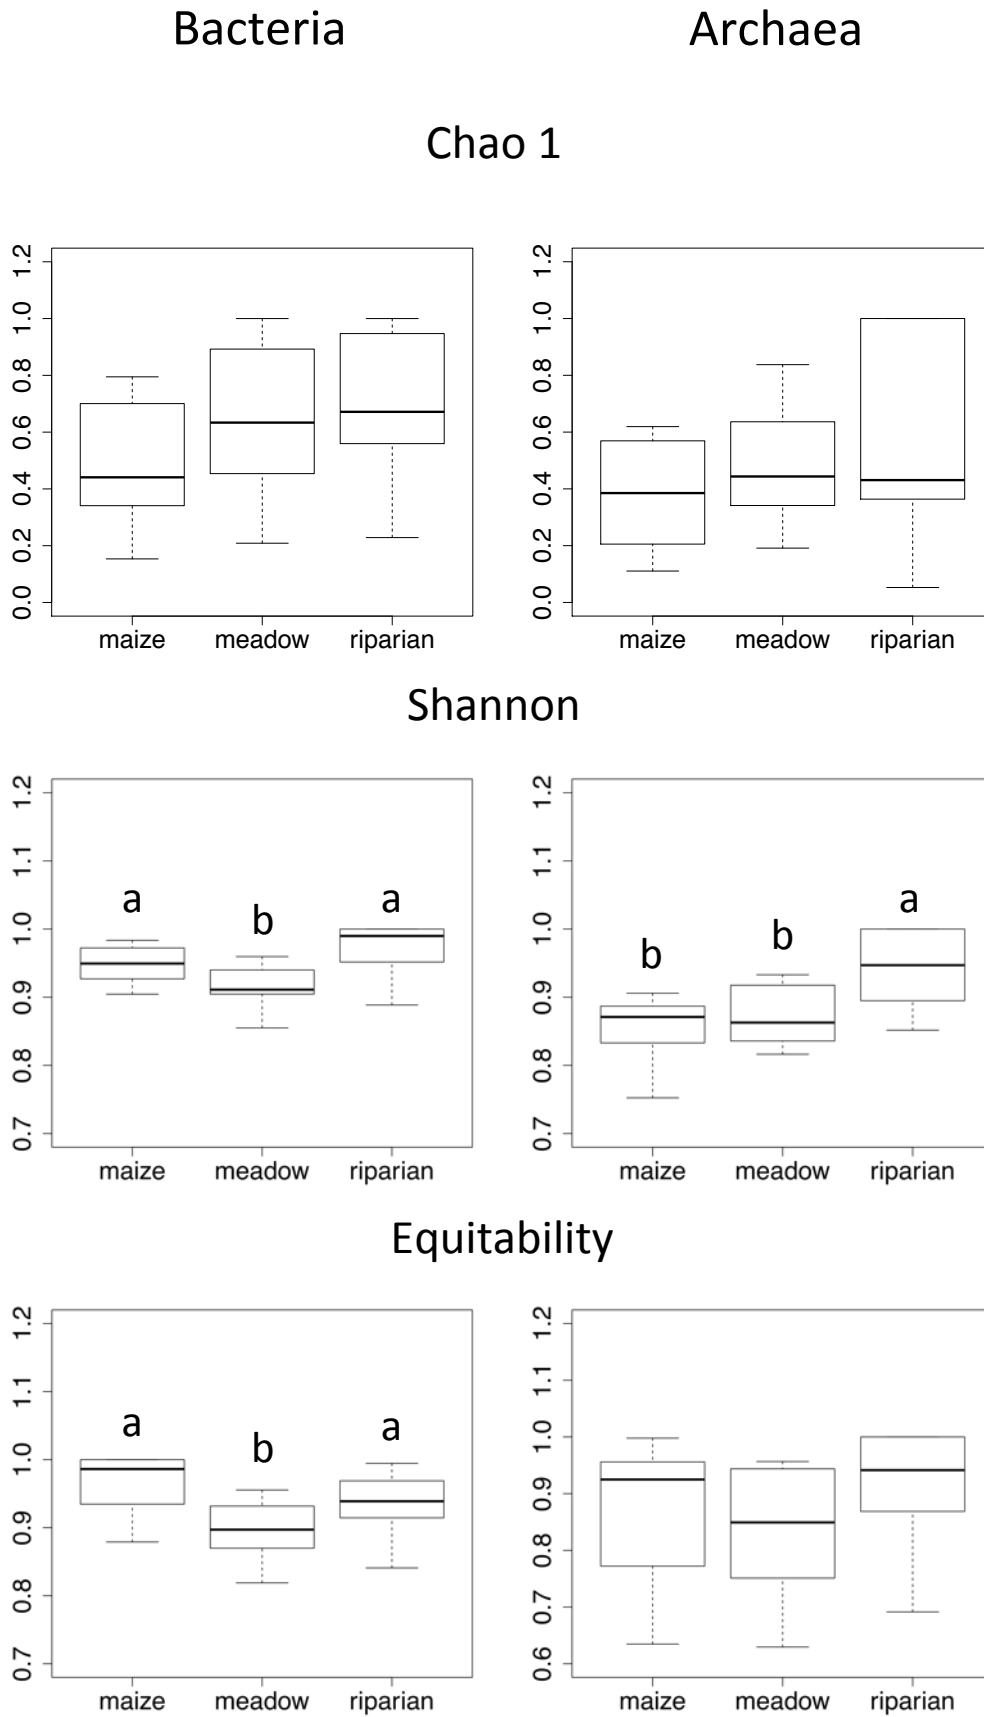 Bacteria Archaea
Chao 1
1.2 1.2
1.0 1.0
0.8 0.8
0.6 0.6
0.4 0.4
0.2 0.2
0.0 0.0
maize meadow riparian maize meadow riparian
Shannon
1.2 1.2
1.1 1.1
a b a b b a
1.0 1.0
0.9 0.9
0.8 0.8
0.7 0.7
maize meadow riparian maize meadow riparian
Equitability
1.2 1.2
1.1 1.1
a b a
1.0 1.0
0.9 0.9
0.8 0.8
0.7 0.7
0.6
maize meadow riparian maize meadow riparian